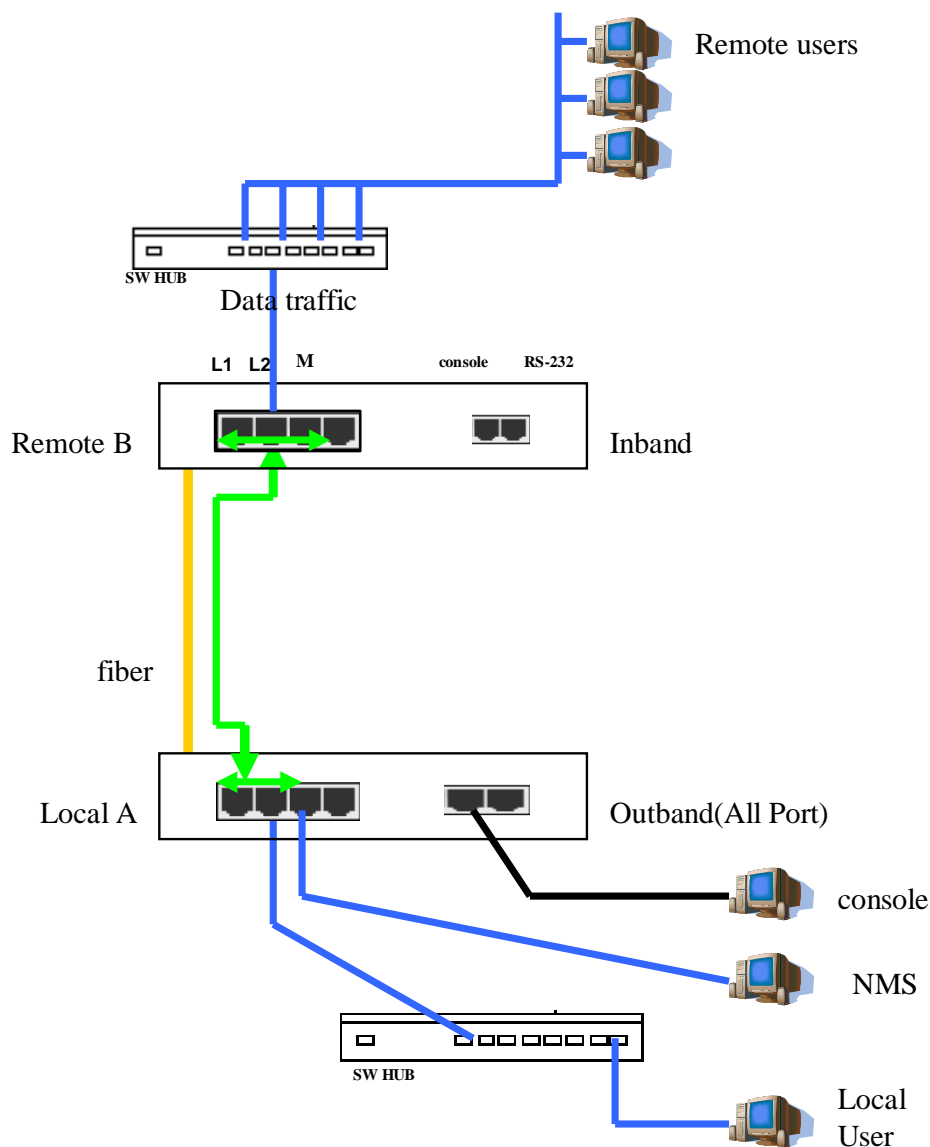 Remote users
SW HUB
Data traffic
L1 L2 M console RS-232
Remote B
Inband
fiber
Local A
Outband(All Port)
console
NMS
SW HUB
Local
User